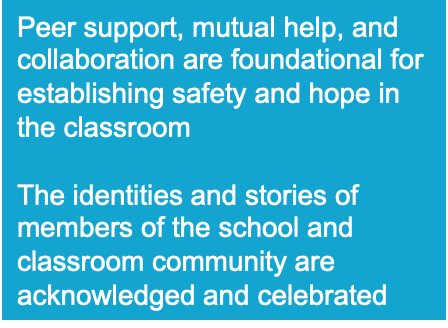 Peer support, mutual help, and
collaboration are foundational for
establishing safety and hope in
the classroom
The identities and stories of
members of the school and
classroom community are
acknowledged and celebrated